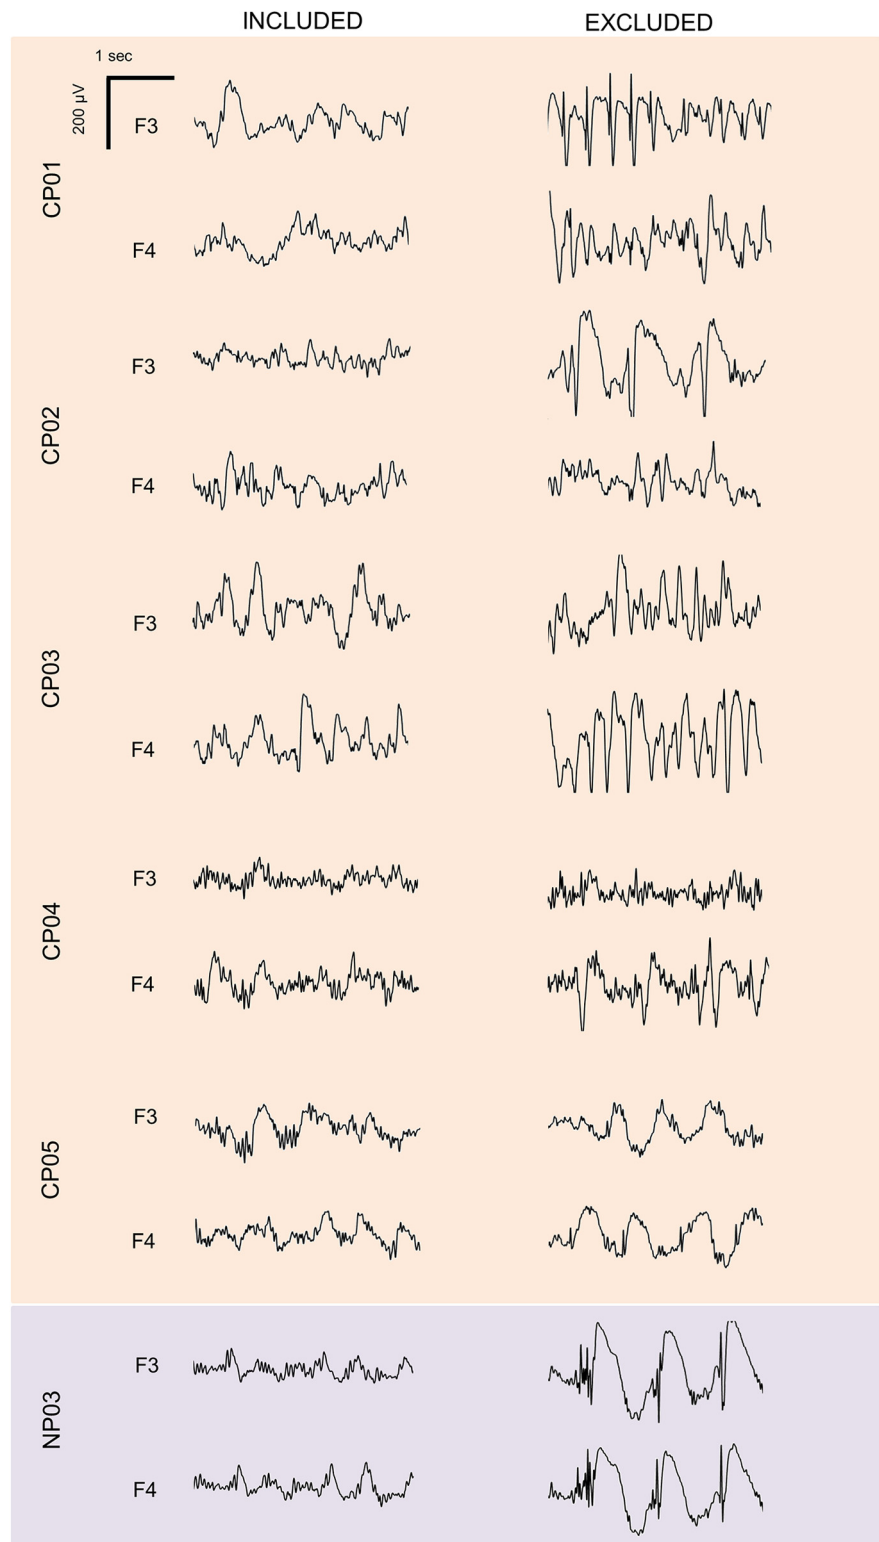 INCLUDED EXCLUDED
1 sec
200 µV
CP01
F3
F4
CP02
F3
F4
CP03
F3
F4
CP04
F3
F4
CP05
F3
F4
NP03
F3
F4